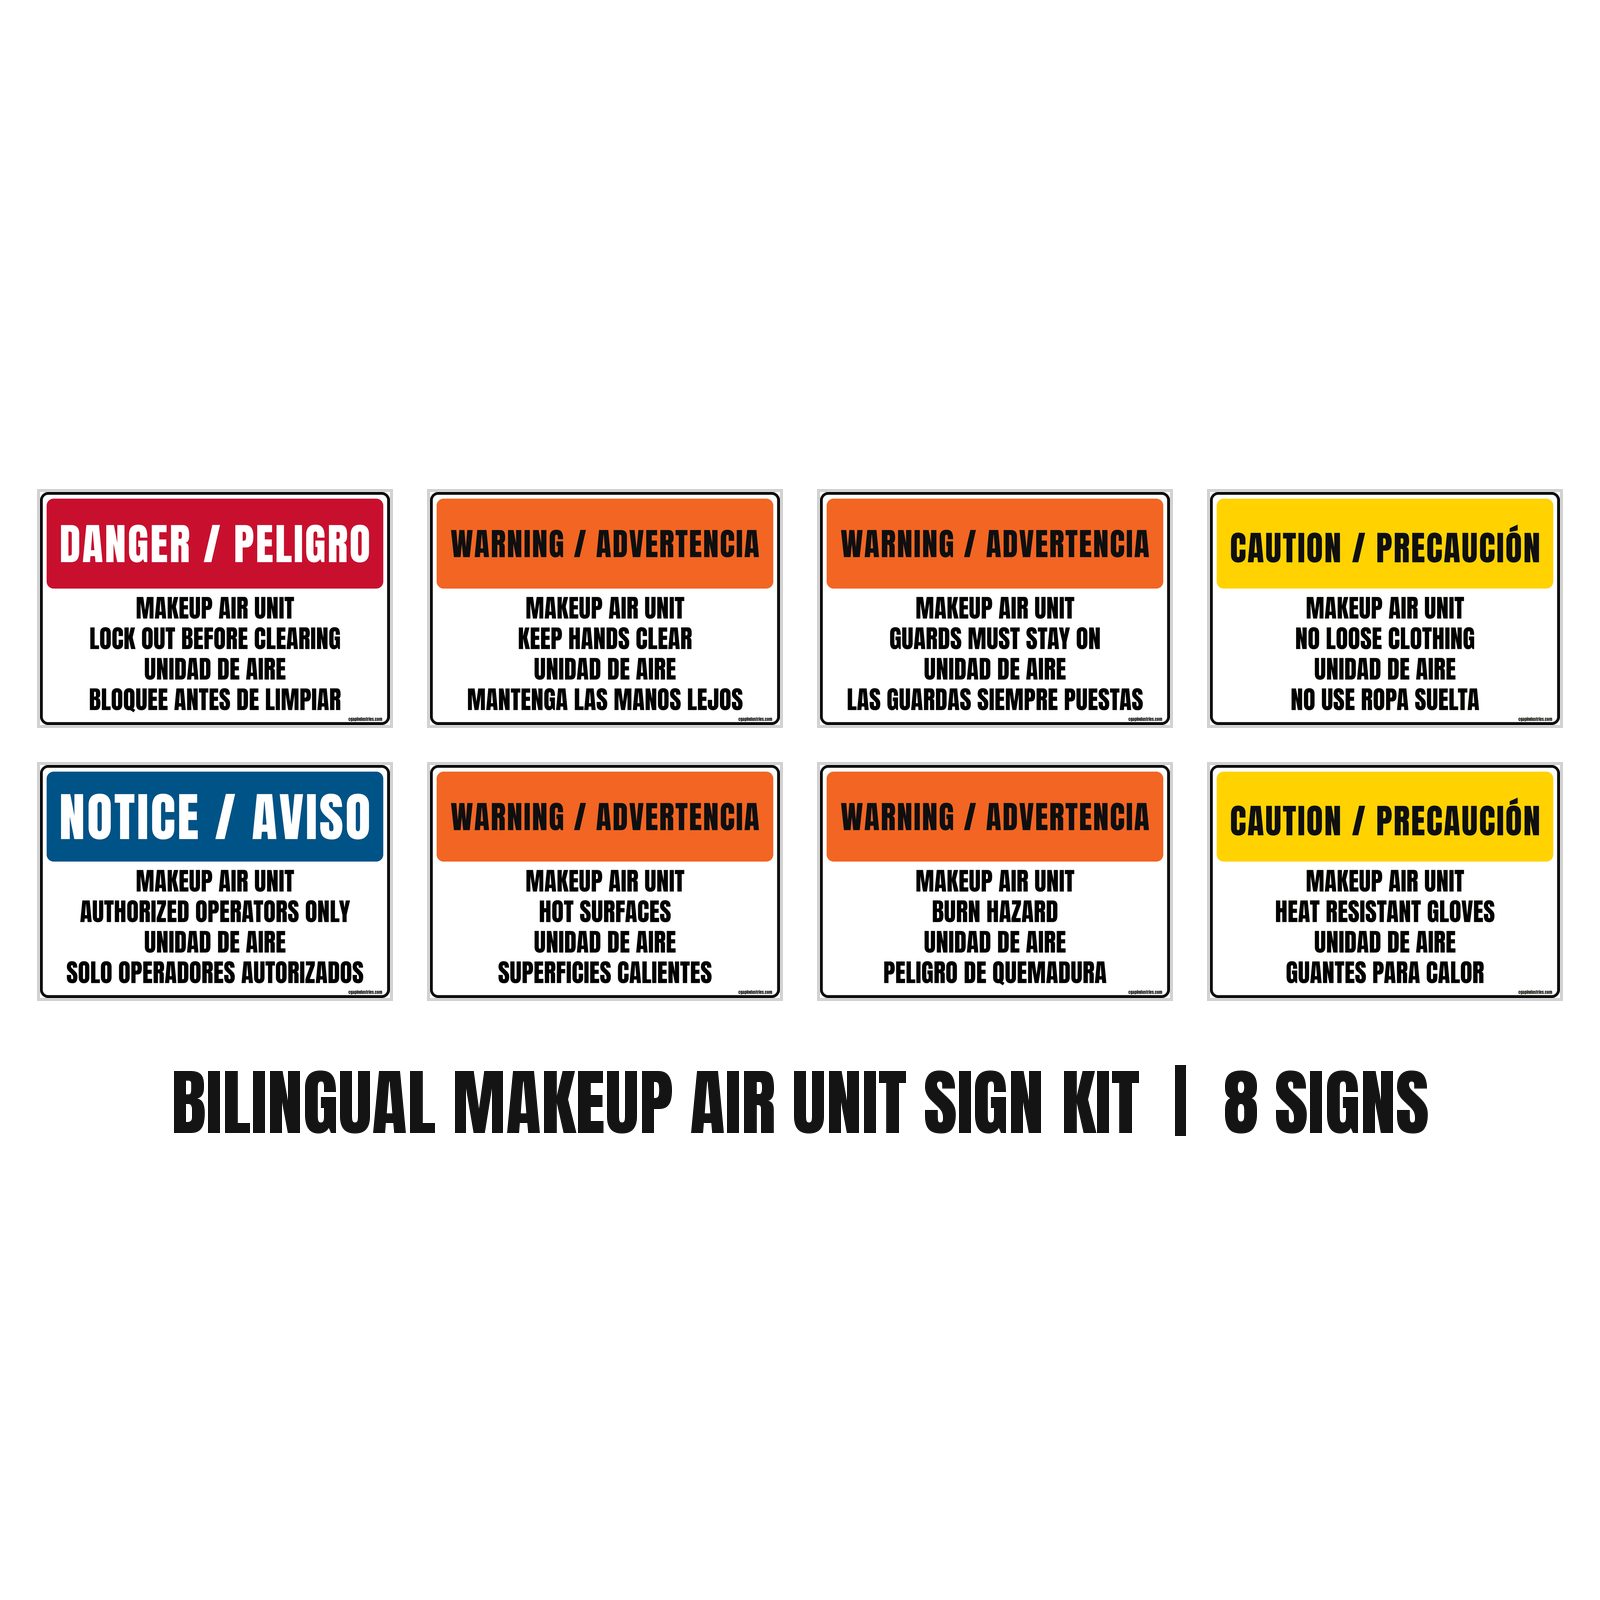 DANGER / PELIGRO
MAKEUP AIR UNIT
LOCK OUT BEFORE CLEARING
UNIDAD DE AIRE
BLOQUEE ANTES DE LIMPIAR
WARNING / ADVERTENCIA
MAKEUP AIR UNIT
KEEP HANDS CLEAR
UNIDAD DE AIRE
MANTENGA LAS MANOS LEJOS
WARNING / ADVERTENCIA
MAKEUP AIR UNIT
GUARDS MUST STAY ON
UNIDAD DE AIRE
LAS GUARDAS SIEMPRE PUESTAS
CAUTION / PRECAUCIÓN
MAKEUP AIR UNIT
NO LOOSE CLOTHING
UNIDAD DE AIRE
NO USE ROPA SUELTA
NOTICE / AVISO
MAKEUP AIR UNIT
AUTHORIZED OPERATORS ONLY
UNIDAD DE AIRE
SOLO OPERADORES AUTORIZADOS
WARNING / ADVERTENCIA
MAKEUP AIR UNIT
HOT SURFACES
UNIDAD DE AIRE
SUPERFICIES CALIENTES
WARNING / ADVERTENCIA
MAKEUP AIR UNIT
BURN HAZARD
UNIDAD DE AIRE
PELIGRO DE QUEMADURA
CAUTION / PRECAUCIÓN
MAKEUP AIR UNIT
HEAT RESISTANT GLOVES
UNIDAD DE AIRE
GUANTES PARA CALOR
BILINGUAL MAKEUP AIR UNIT SIGN KIT | 8 SIGNS